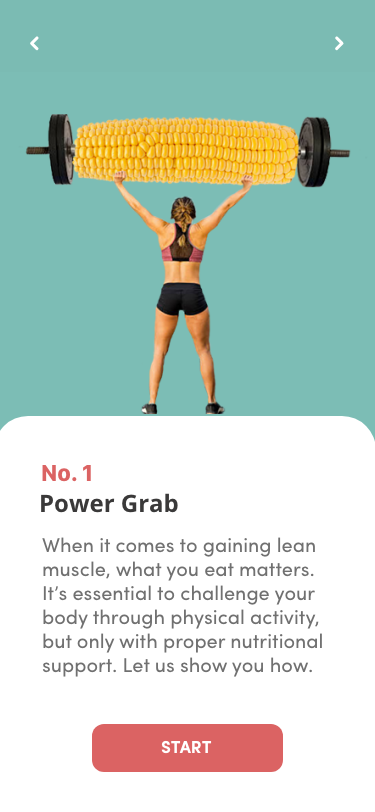 No. 1
Power Grab
When it comes to gaining lean
muscle, what you eat matters.
It’s essential to challenge your
body through physical activity,
but only with proper nutritional
support. Let us show you how.
START